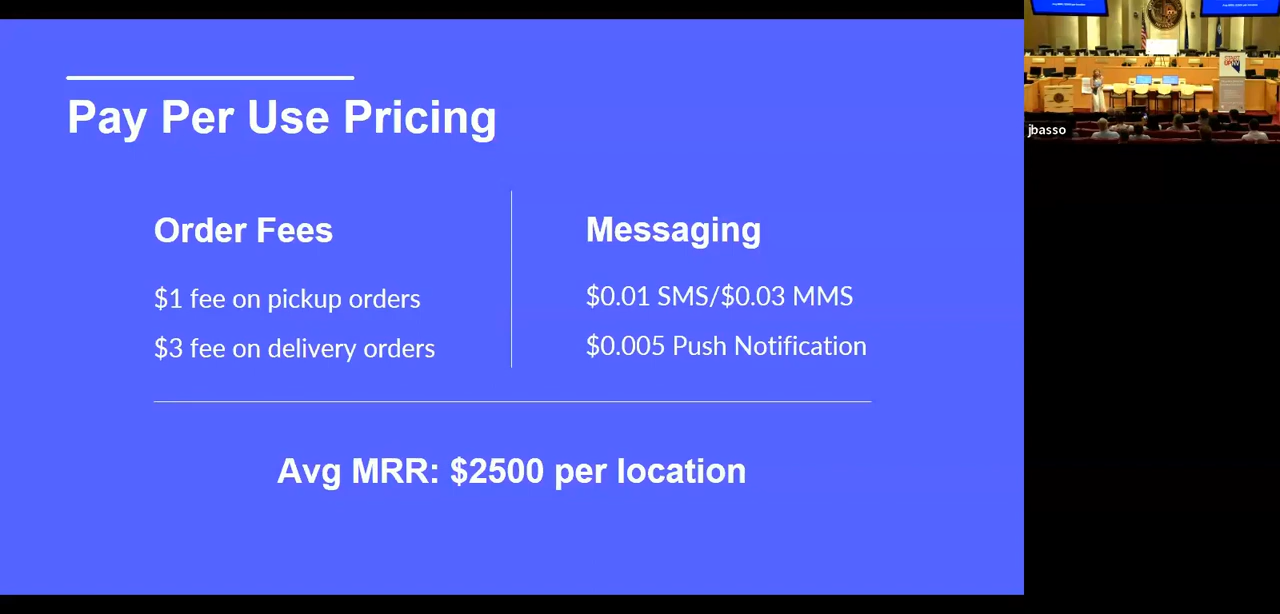 Pay Per Use Pricing
Order Fees
$1 fee on pickup orders
$3 fee on delivery orders
Messaging
$0.01 SMS/$0.03 MMS
$0.005 Push Notification
Avg MRR: $2500 per location
jbasso